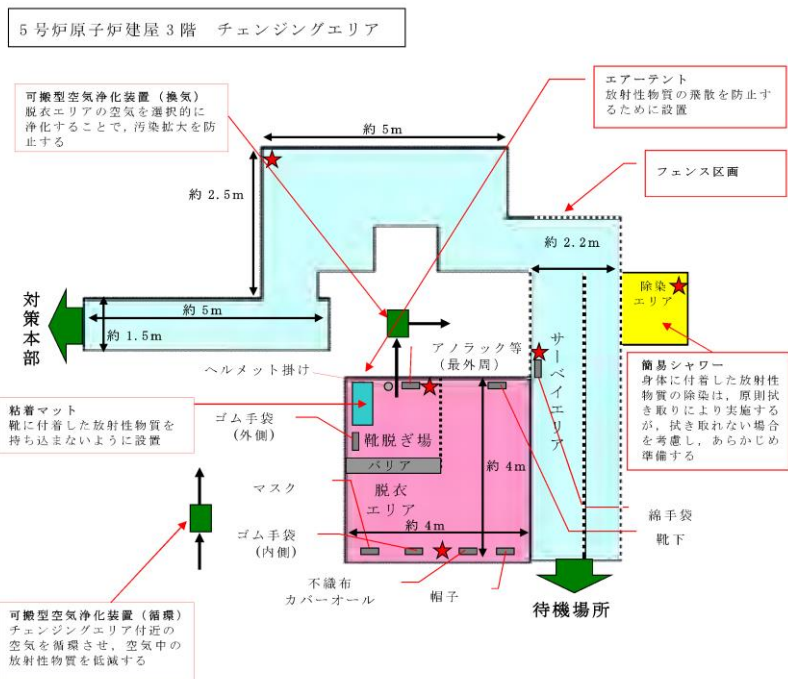 5号炉原子炉建屋3階 チェンジングエリア
可搬型空気浄化装置(換気)
脱衣エリアの空気を選択的に
浄化することで,汚染拡大を防
止する
エアーテント
放射性物質の飛散を防止す
るために設置
フェンス区画
約5m
約2.5m
約2.2m
除染
エリア
対策本部
約5m
約1.5m
アノラック等
(最外周)
ヘルメット掛け
サーベイエリア
簡易シャワー
身体に付着した放射性
物質の除染は,原則拭
き取りにより実施する
が,拭き取れない場合
を考慮し,あらかじめ
準備する
粘着マット
靴に付着した放射性物質を
持ち込まないように設置
ゴム手袋
(外側)
靴脱ぎ場
バリア
約4m
マスク
脱衣
エリア
綿手袋
約4m
ゴム手袋
(内側)
靴下
不織布
カバーオール
帽子
待機場所
可搬型空気浄化装置(循環)
チェンジングエリア付近の
空気を循環させ,空気中の
放射性物質を低減する